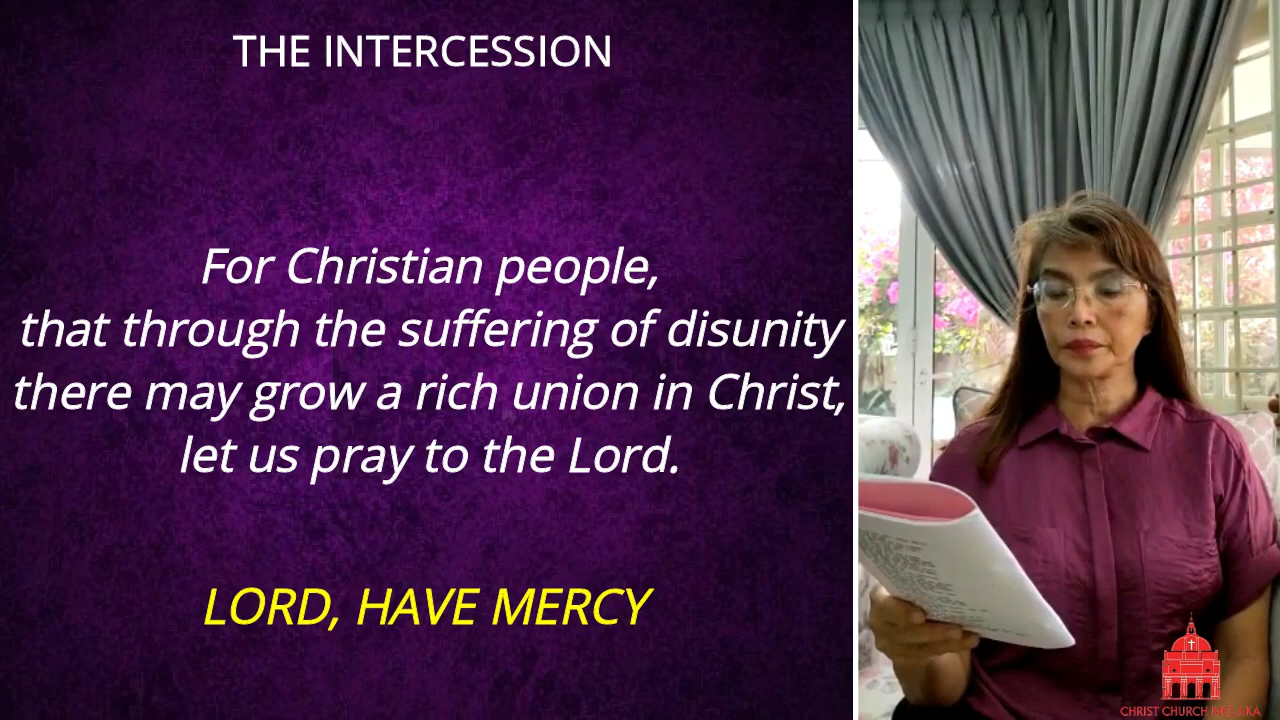 THE INTERCESSION
For Christian people,
that through the suffering of disunity
there may grow a rich union in Christ,
let us pray to the Lord.
LORD, HAVE MERCY
CHRIST CHURCH MELAKA